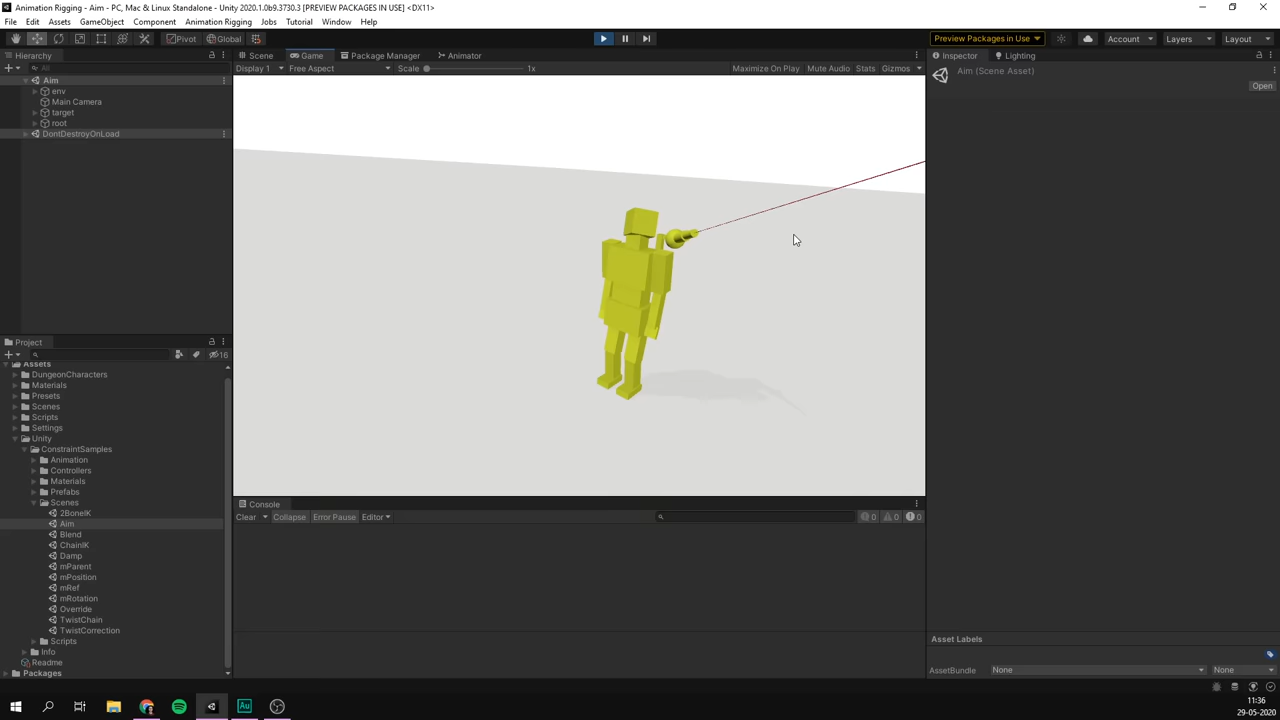 Animation Rigging - Aim - PC, Mac & Linux Standalone - Unity 2020.1.0b9.3730.3 [PREVIEW PACKAGES IN USE] <DX11>
File Edit Assets GameObject Component Animation Rigging Jobs Tutorial Window Help
Pivot Global Preview Packages in Use Account Layers Layout
Hierarchy
All
Aim
env
Main Camera
target
root
DontDestroyOnLoad
Scene Game Package Manager Animator
Display 1 Free Aspect Scale 1x Maximize On Play Mute Audio Stats Gizmos
Inspector Lighting
Aim (Scene Asset)
Open
Project
16
Assets
DungeonCharacters
Materials
Presets
Scenes
Scripts
Settings
Unity
ConstraintSamples
Animation
Controllers
Materials
Prefabs
Scenes
2BoneIK
Aim
Blend
ChainIK
Damp
mParent
mPosition
mRef
mRotation
Override
TwistChain
TwistCorrection
Scripts
Info
Readme
Packages
Console
Clear Collapse Error Pause Editor 0 0 0
Asset Labels
AssetBundle None None
Au
11:36
29-05-2020